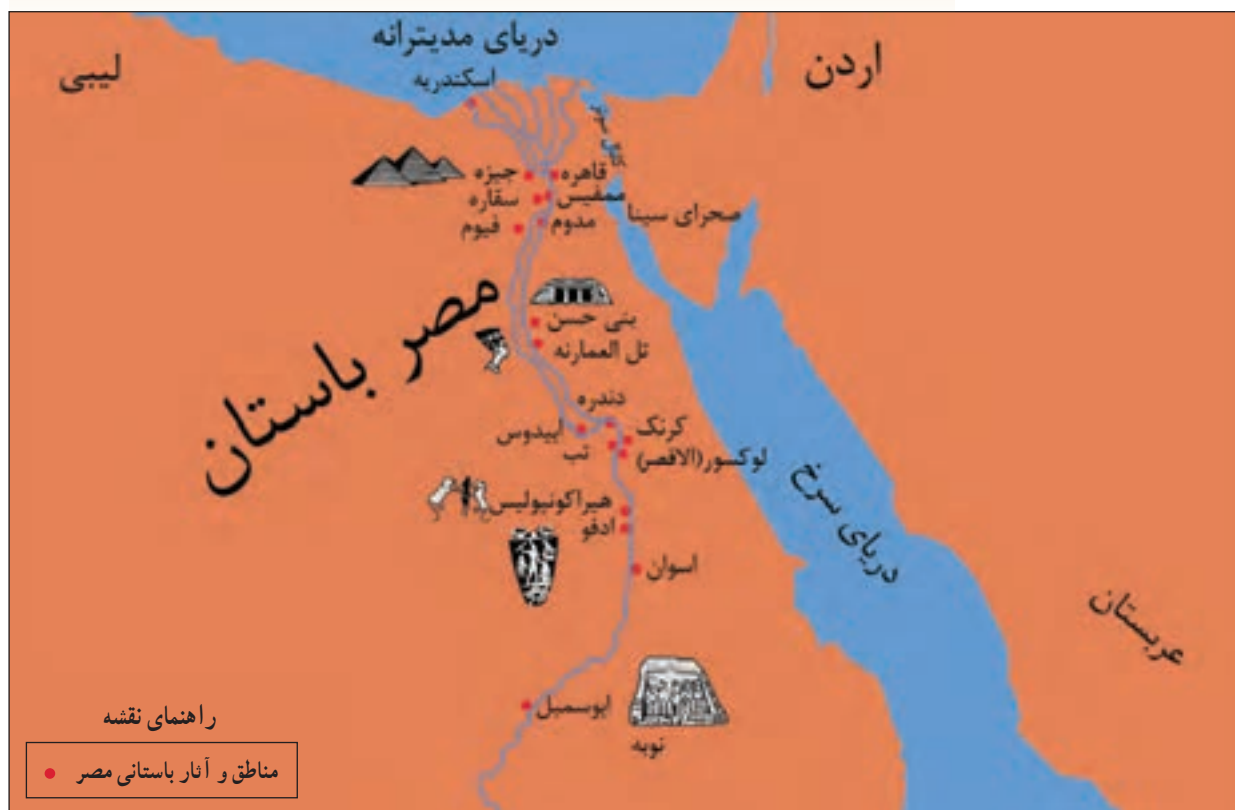 دریای مدیترانه
اسکندریه
لیبی
اردن
قاهره
جیزه
ممفیس
سقاره
مدوم
فیوم
صحرای سینا
مصر باستان
بنی حسن
تل العمارنه
دندره
ابیدوس
تب
کرنک
لوکسور(الاقصر)
هیراکونپولیس
ادفو
اسوان
دریای سرخ
عربستان
ابوسمبل
نوبه
راهنمای نقشه
مناطق و آثار باستانی مصر